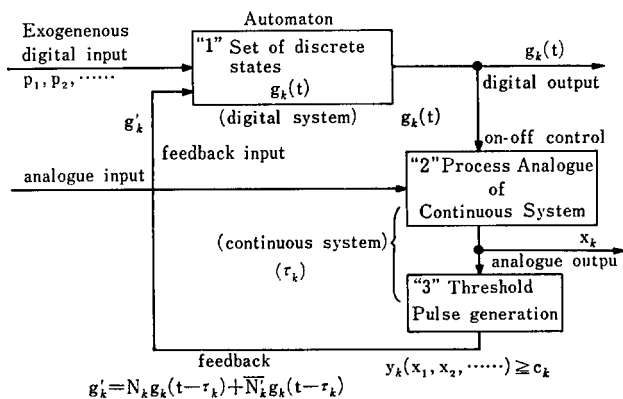 Automaton
Exogenenous
digital input
p₁, p₂, ······
"1" Set of discrete
states
gₖ(t)
(digital system)
gₖ(t)
digital output
g′ₖ
gₖ(t)
feedback input
on-off control
analogue input
"2" Process Analogue
of
Continuous System
(continuous system)
(τₖ)
xₖ
analogue outpu
"3" Threshold
Pulse generation
feedback
yₖ(x₁, x₂, ······) ≧ cₖ
g′ₖ=Nₖgₖ(t−τₖ)+N̅′ₖgₖ(t−τₖ)